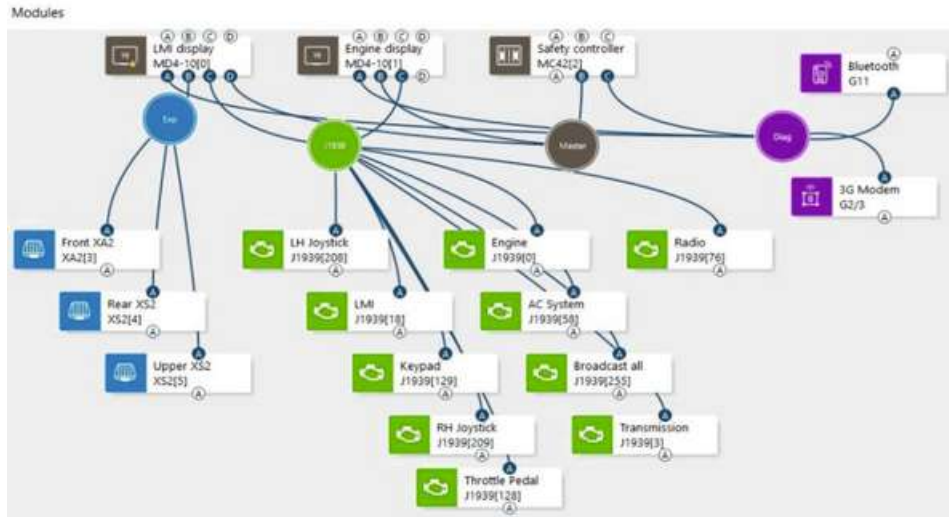 Modules
A B C D
LMI display
MD4-10[0]
A B C D
A B C D
Engine display
MD4-10[1]
A B C D
A B C
Safety controller
MC42[2]
A B C
A
Bluetooth
G11
A
Exp
J1939
Master
Diag
A
3G Modem
G2/3
A
A
Front XA2
XA2[3]
A
A
LH Joystick
J1939[208]
A
A
Engine
J1939[0]
A
A
Radio
J1939[76]
A
A
Rear XS2
XS2[4]
A
A
LMI
J1939[18]
A
A
AC System
J1939[58]
A
A
Upper XS2
XS2[5]
A
A
Keypad
J1939[129]
A
A
Broadcast all
J1939[255]
A
A
RH Joystick
J1939[209]
A
A
Transmission
J1939[3]
A
A
Throttle Pedal
J1939[128]
A